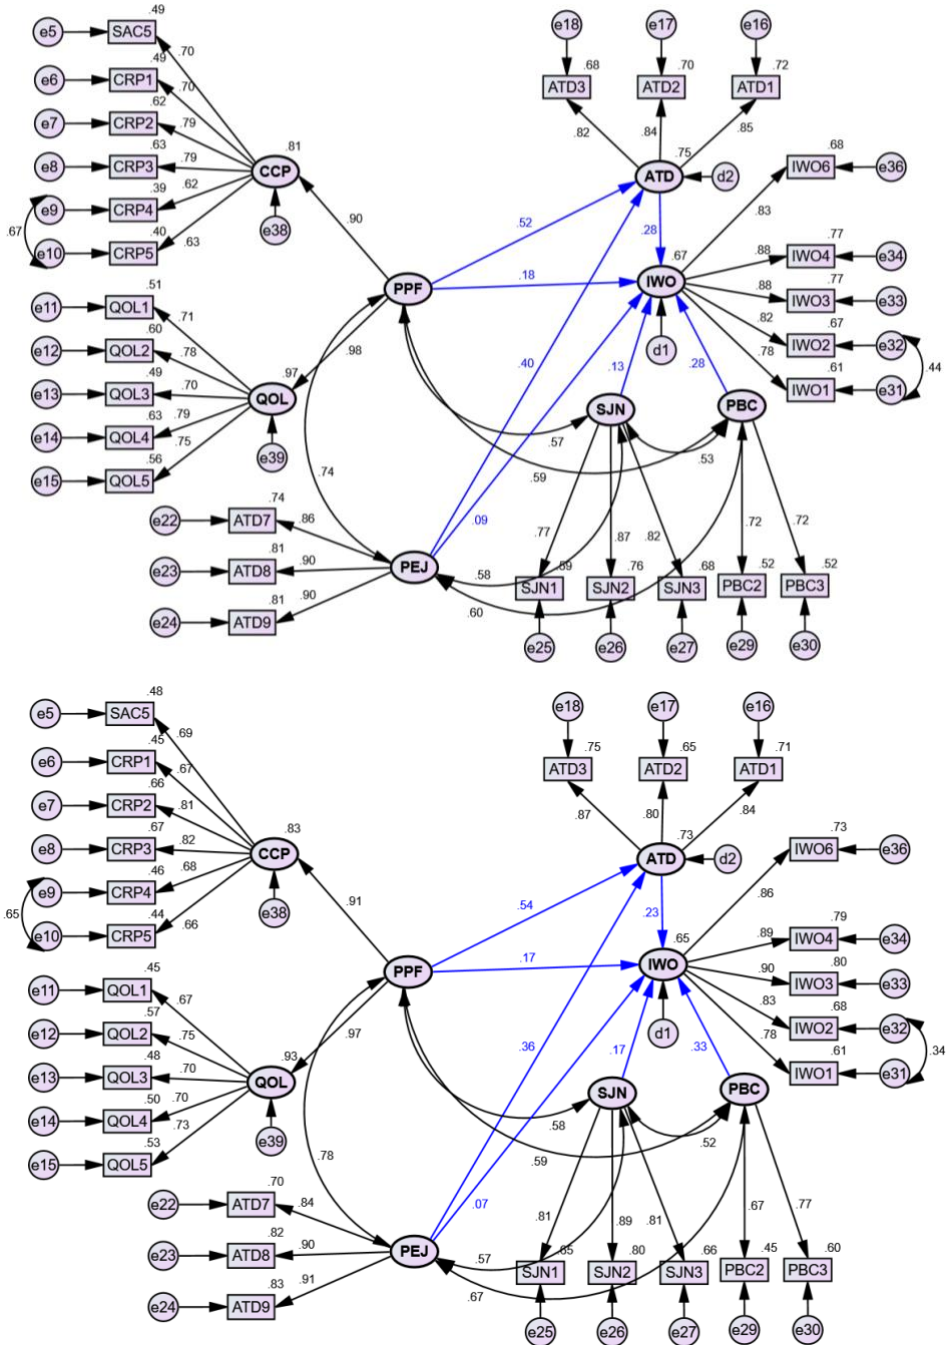 .49
e5 SAC5 .70
.49
e6 CRP1 .70
.62
e7 CRP2 .79
.63
e8 CRP3 .79
.39
e9 CRP4 .62
.67
.40
e10 CRP5 .63
.81
CCP
e38
.90
.51
e11 QOL1 .71
.60
e12 QOL2 .78
.49
e13 QOL3 .70
.63
e14 QOL4 .79
.56
e15 QOL5 .75
.97
QOL
e39
.98
PPF
.74
.74
e22 ATD7 .86
.81
e23 ATD8 .90
.81
e24 ATD9 .90
PEJ
e18 e17 e16
.68 .70 .72
ATD3 ATD2 ATD1
.82 .84 .85
.75
ATD d2
.52
.28
.18
.67
IWO
d1
.40
.09
.13
.28
.68
IWO6 e36
.83
.77
.88 IWO4 e34
.77
.88 IWO3 e33
.67
.82 IWO2 e32
.44
.61
.78 IWO1 e31
SJN PBC
.57
.53
.59
.58
.60
.77 .87 .82 .72 .72
.59 .76 .68 .52 .52
SJN1 SJN2 SJN3 PBC2 PBC3
e25 e26 e27 e29 e30
.48
e5 SAC5 .69
.45
e6 CRP1 .67
.66
e7 CRP2 .81
.67
e8 CRP3 .82
.46
e9 CRP4 .68
.65
.44
e10 CRP5 .66
.83
CCP
e38
.91
.45
e11 QOL1 .67
.57
e12 QOL2 .75
.48
e13 QOL3 .70
.50
e14 QOL4 .70
.53
e15 QOL5 .73
.93
QOL
e39
.97
PPF
.78
.70
e22 ATD7 .84
.82
e23 ATD8 .90
.83
e24 ATD9 .91
PEJ
e18 e17 e16
.75 .65 .71
ATD3 ATD2 ATD1
.87 .80 .84
.73
ATD d2
.54
.23
.17
.65
IWO
d1
.36
.07
.17
.33
.73
IWO6 e36
.86
.79
.89 IWO4 e34
.80
.90 IWO3 e33
.68
.83 IWO2 e32
.34
.61
.78 IWO1 e31
SJN PBC
.58
.52
.59
.57
.67
.81 .89 .81 .67 .77
.65 .80 .66 .45 .60
SJN1 SJN2 SJN3 PBC2 PBC3
e25 e26 e27 e29 e30